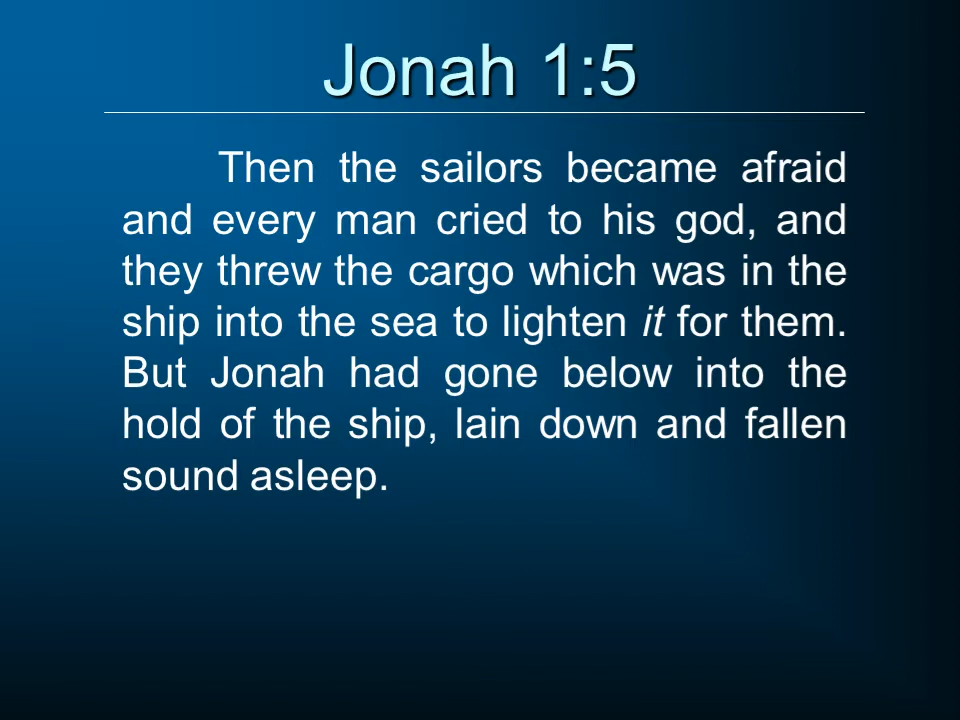 Jonah 1:5
Then the sailors became afraid
and every man cried to his god, and
they threw the cargo which was in the
ship into the sea to lighten it for them.
But Jonah had gone below into the
hold of the ship, lain down and fallen
sound asleep.